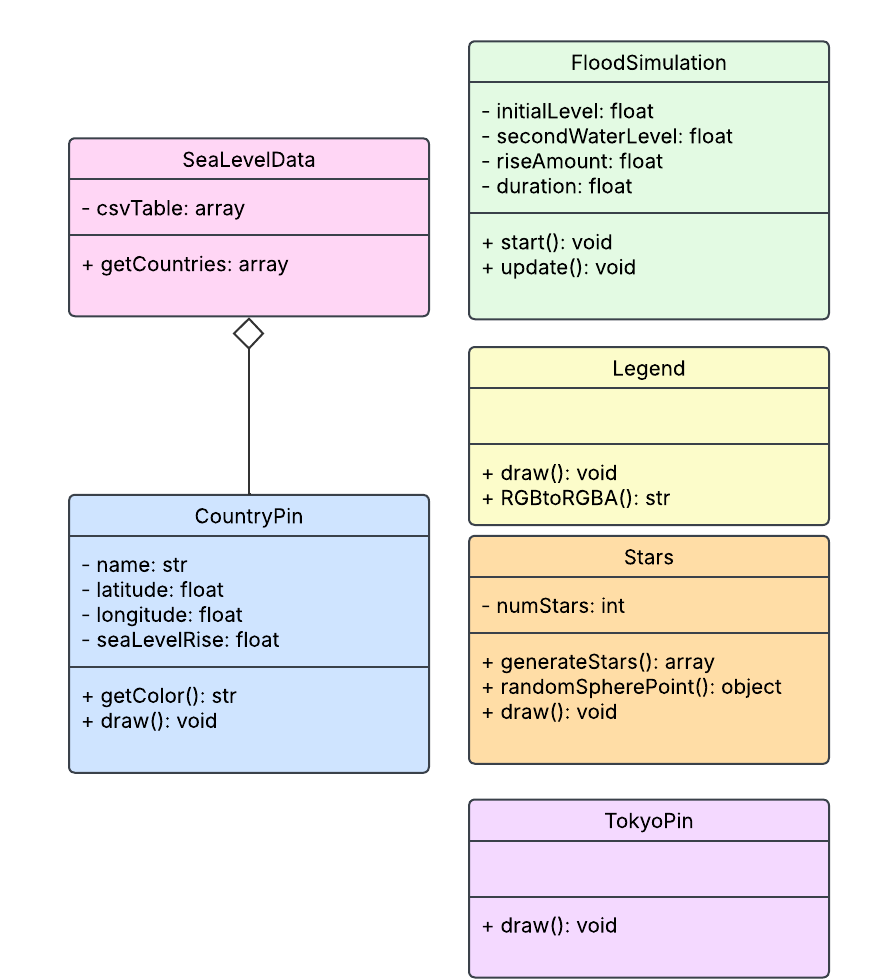 SeaLevelData
- csvTable: array
+ getCountries: array
CountryPin
- name: str
- latitude: float
- longitude: float
- seaLevelRise: float
+ getColor(): str
+ draw(): void
FloodSimulation
- initialLevel: float
- secondWaterLevel: float
- riseAmount: float
- duration: float
+ start(): void
+ update(): void
Legend
+ draw(): void
+ RGBtoRGBA(): str
Stars
- numStars: int
+ generateStars(): array
+ randomSpherePoint(): object
+ draw(): void
TokyoPin
+ draw(): void